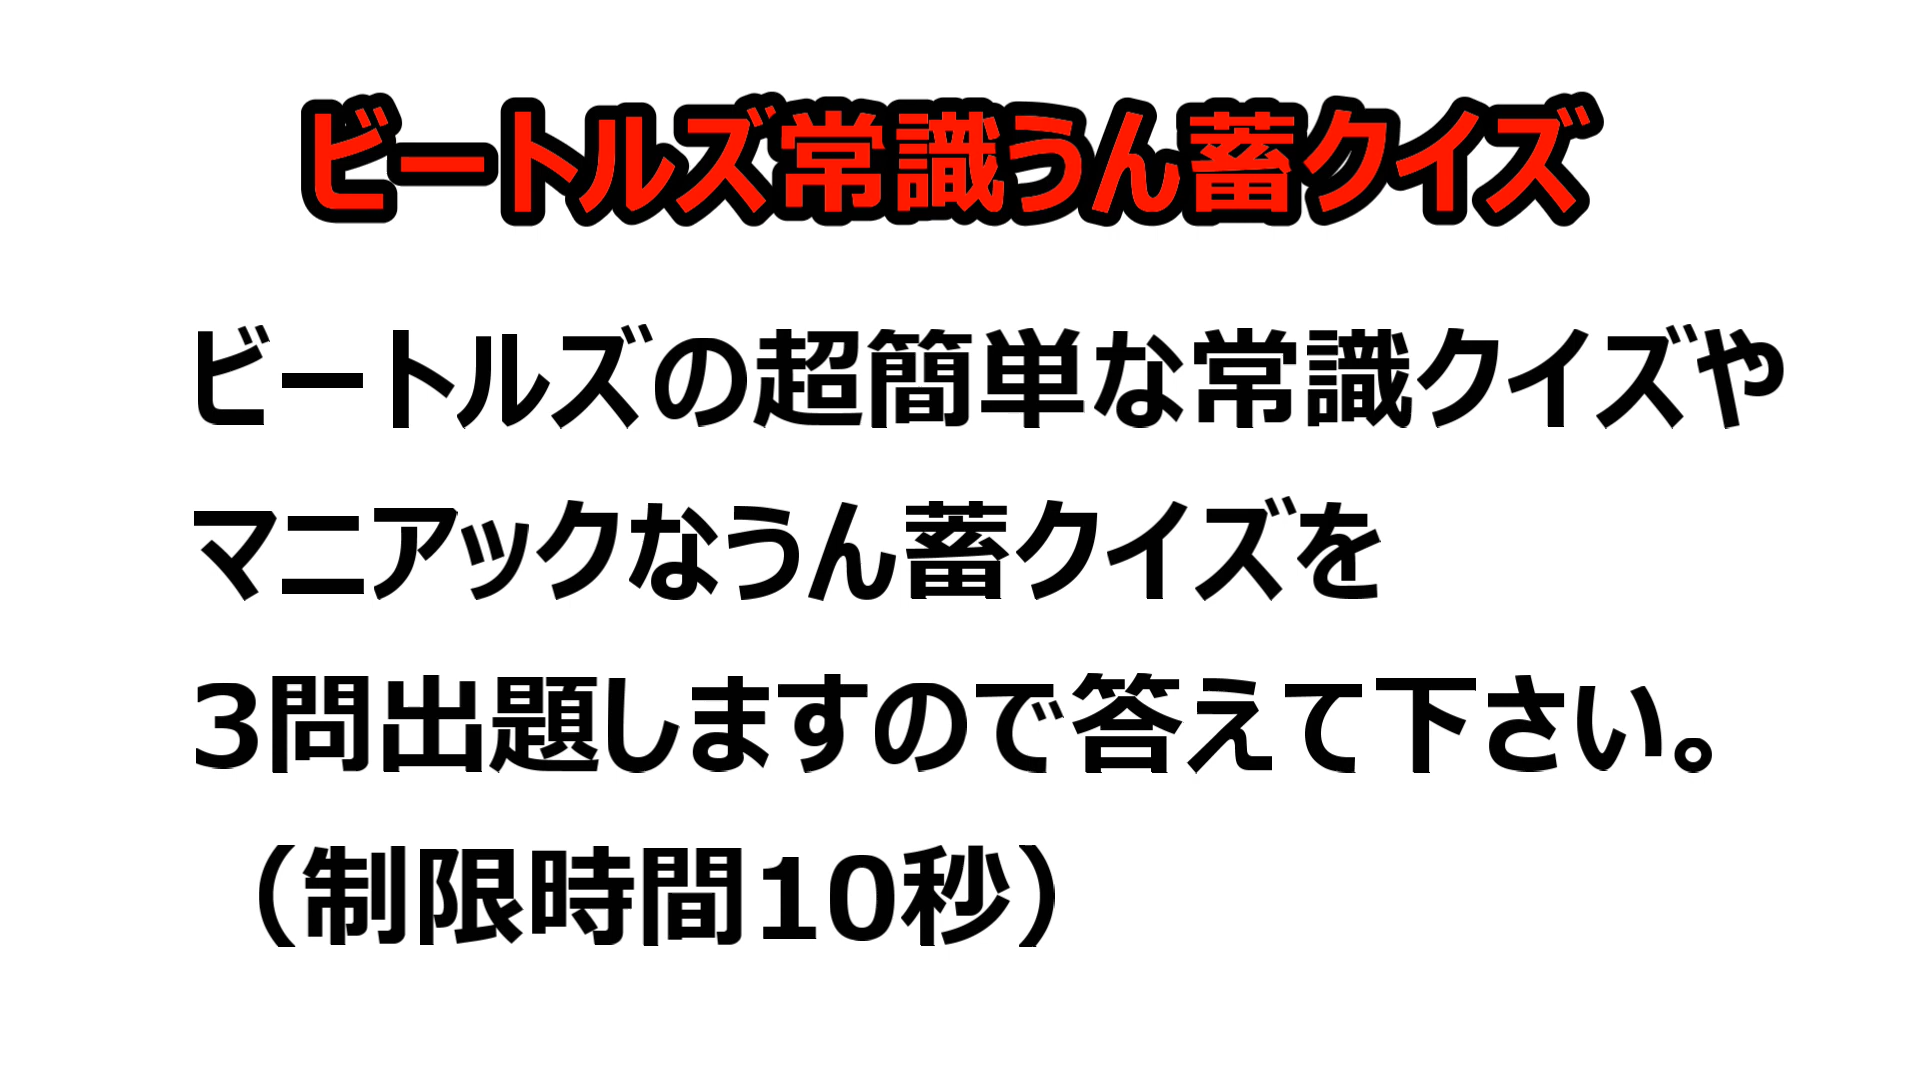 ビートルズ常識うん蓄クイズ
ビートルズの超簡単な常識クイズや
マニアックなうん蓄クイズを
3問出題しますので答えて下さい。
（制限時間10秒）